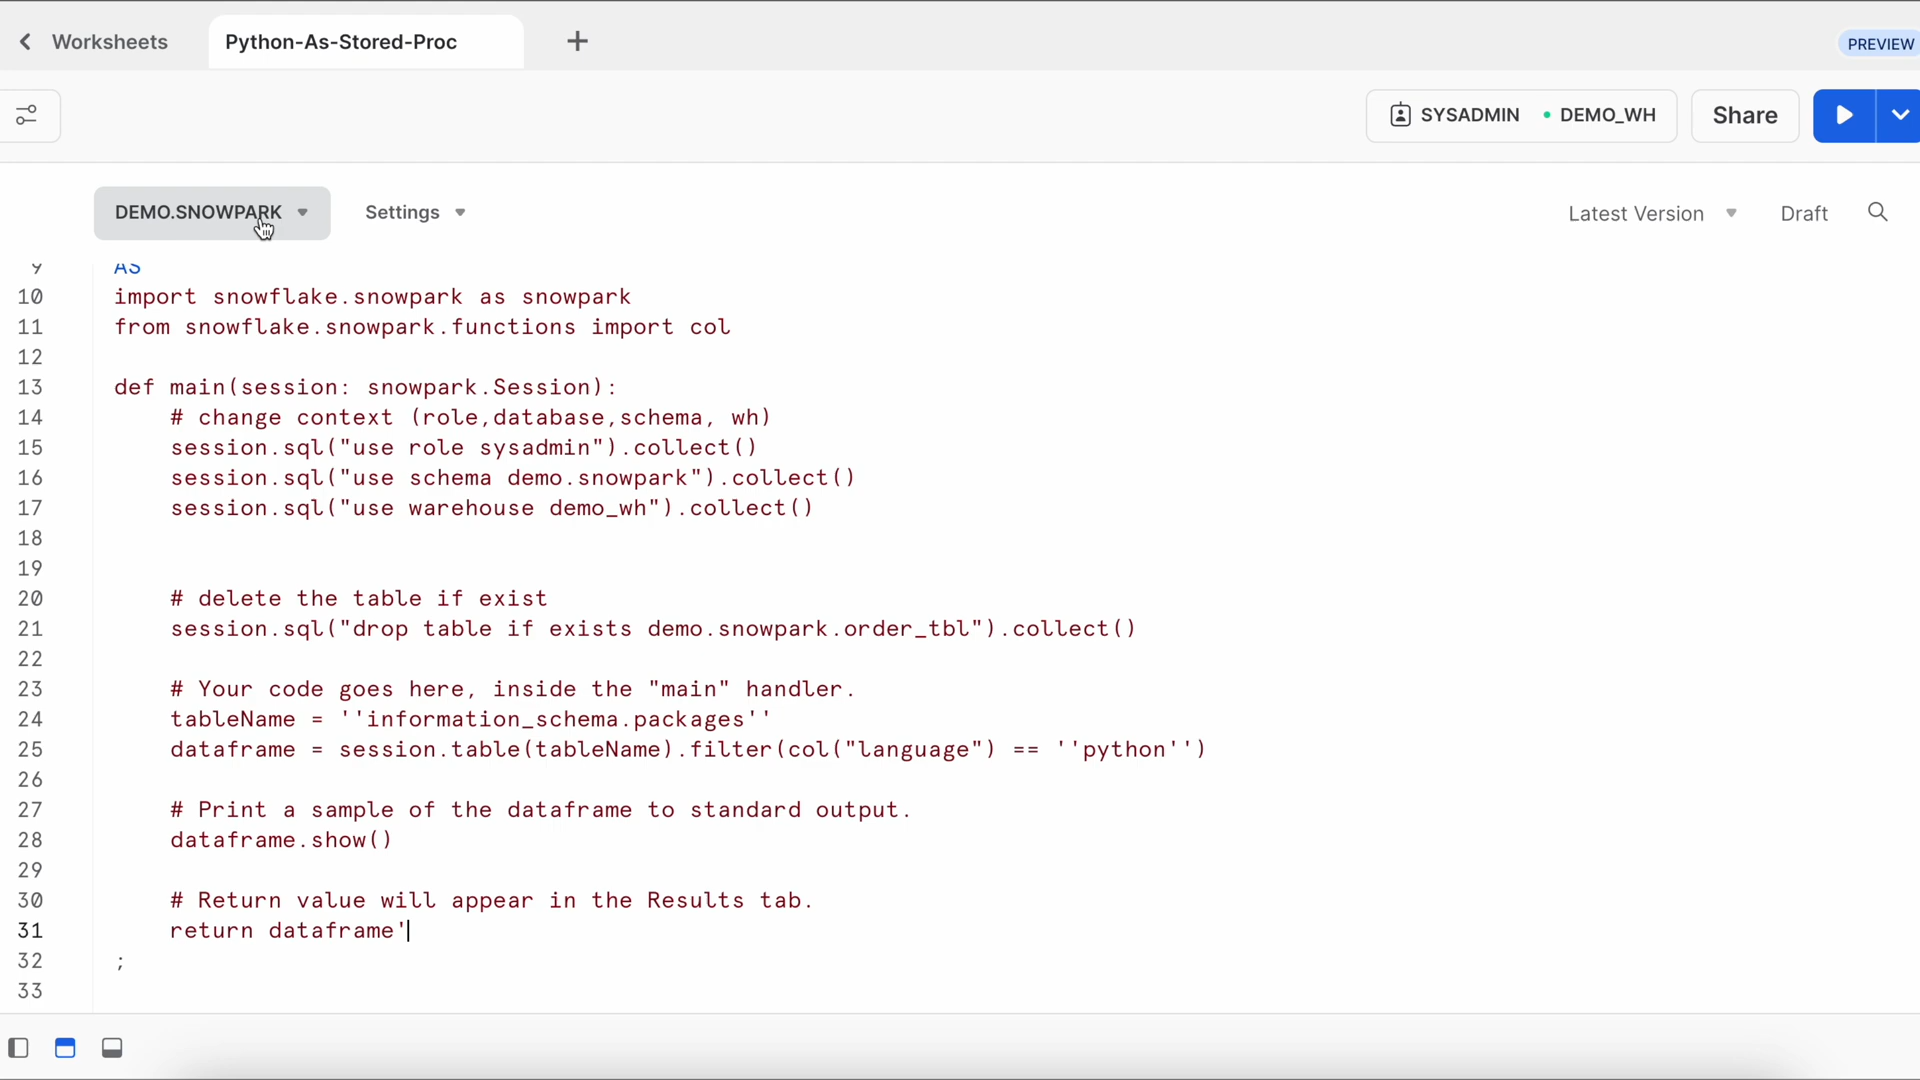 Worksheets
Python-As-Stored-Proc
+
PREVIEW
SYSADMIN • DEMO_WH
Share
DEMO.SNOWPARK
Settings
Latest Version
Draft
9 AS
10 import snowflake.snowpark as snowpark
11 from snowflake.snowpark.functions import col
12
13 def main(session: snowpark.Session):
14 # change context (role,database,schema, wh)
15 session.sql("use role sysadmin").collect()
16 session.sql("use schema demo.snowpark").collect()
17 session.sql("use warehouse demo_wh").collect()
18
19
20 # delete the table if exist
21 session.sql("drop table if exists demo.snowpark.order_tbl").collect()
22
23 # Your code goes here, inside the "main" handler.
24 tableName = ''information_schema.packages''
25 dataframe = session.table(tableName).filter(col("language") == ''python'')
26
27 # Print a sample of the dataframe to standard output.
28 dataframe.show()
29
30 # Return value will appear in the Results tab.
31 return dataframe'
32 ;
33